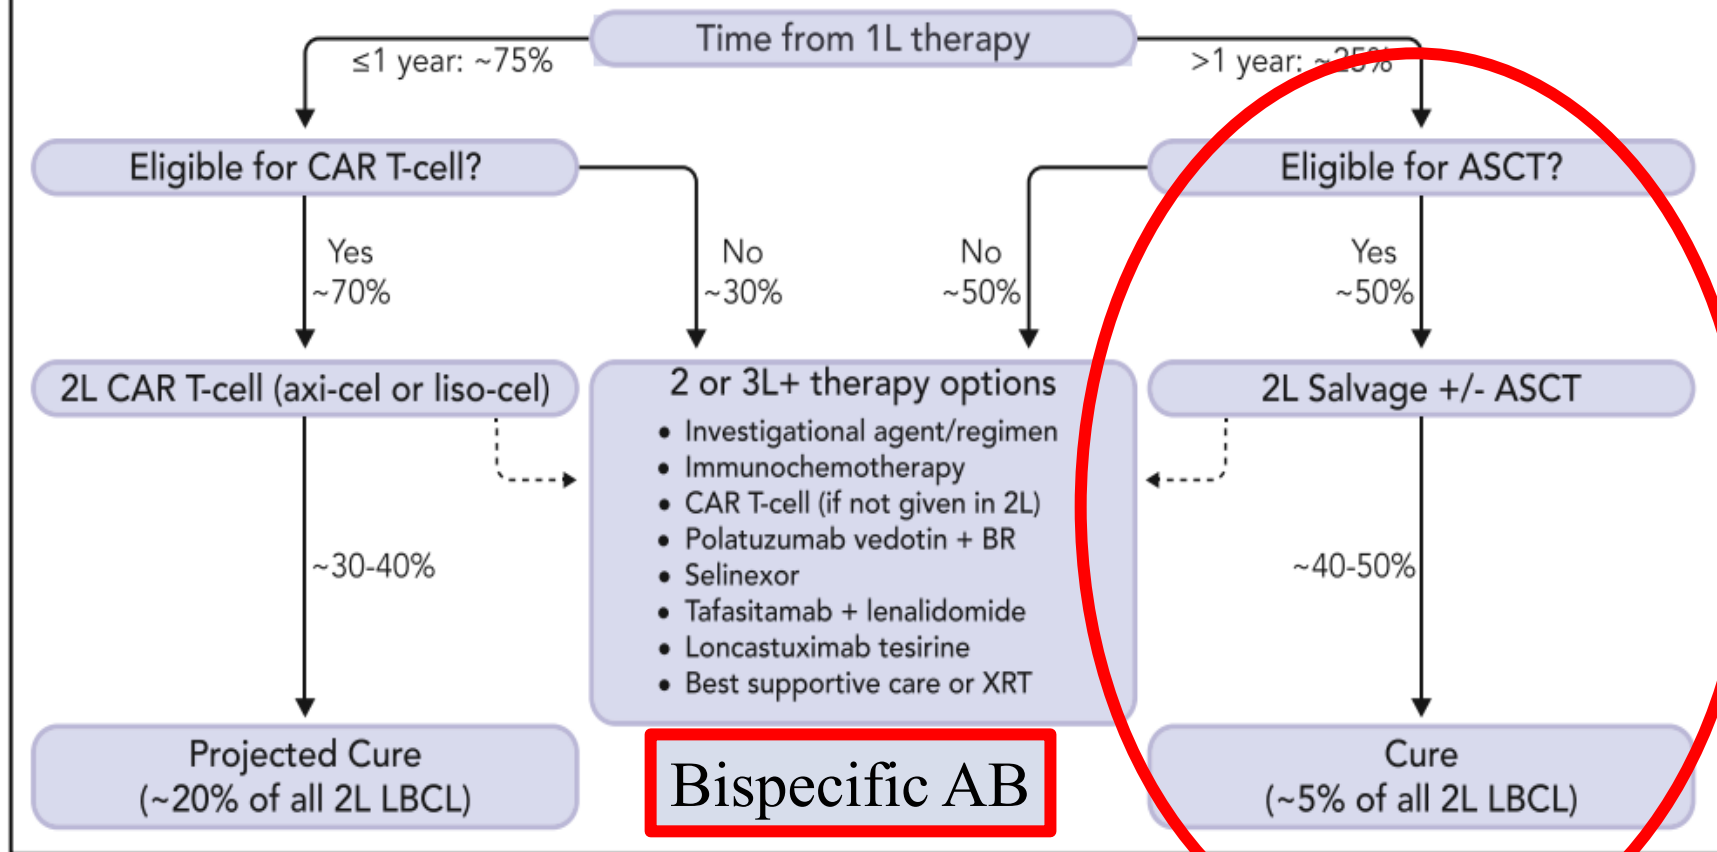 Time from 1L therapy
≤1 year: ~75%
>1 year: ~25%
Eligible for CAR T-cell?
Eligible for ASCT?
Yes
~70%
No
~30%
No
~50%
Yes
~50%
2L CAR T-cell (axi-cel or liso-cel)
2 or 3L+ therapy options
• Investigational agent/regimen
• Immunochemotherapy
• CAR T-cell (if not given in 2L)
• Polatuzumab vedotin + BR
• Selinexor
• Tafasitamab + lenalidomide
• Loncastuximab tesirine
• Best supportive care or XRT
2L Salvage +/- ASCT
~30-40%
~40-50%
Projected Cure
(~20% of all 2L LBCL)
Bispecific AB
Cure
(~5% of all 2L LBCL)